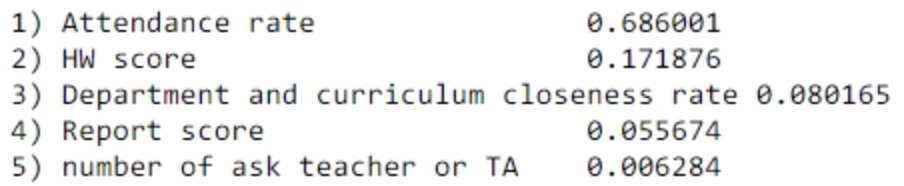 1) Attendance rate 0.686001
2) HW score 0.171876
3) Department and curriculum closeness rate 0.080165
4) Report score 0.055674
5) number of ask teacher or TA 0.006284